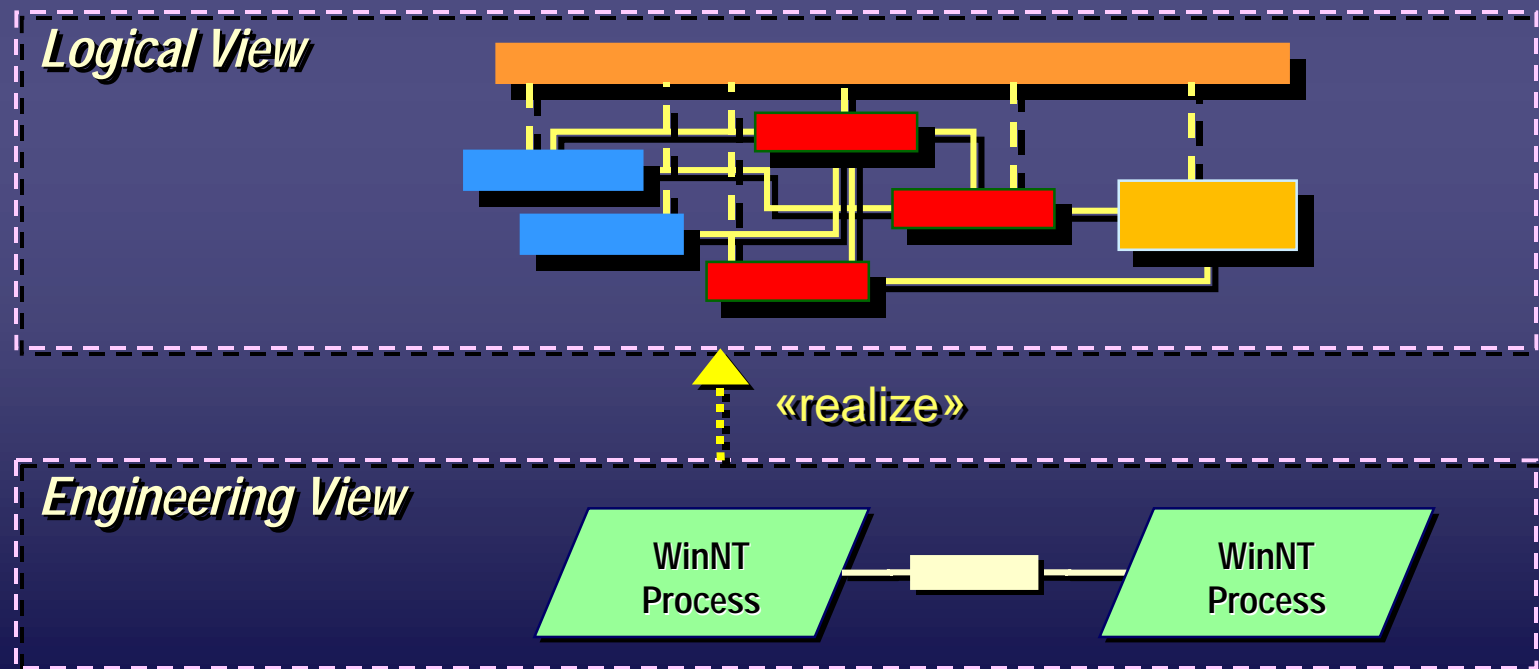 Logical View
«realize»
Engineering View
WinNT
Process
WinNT
Process